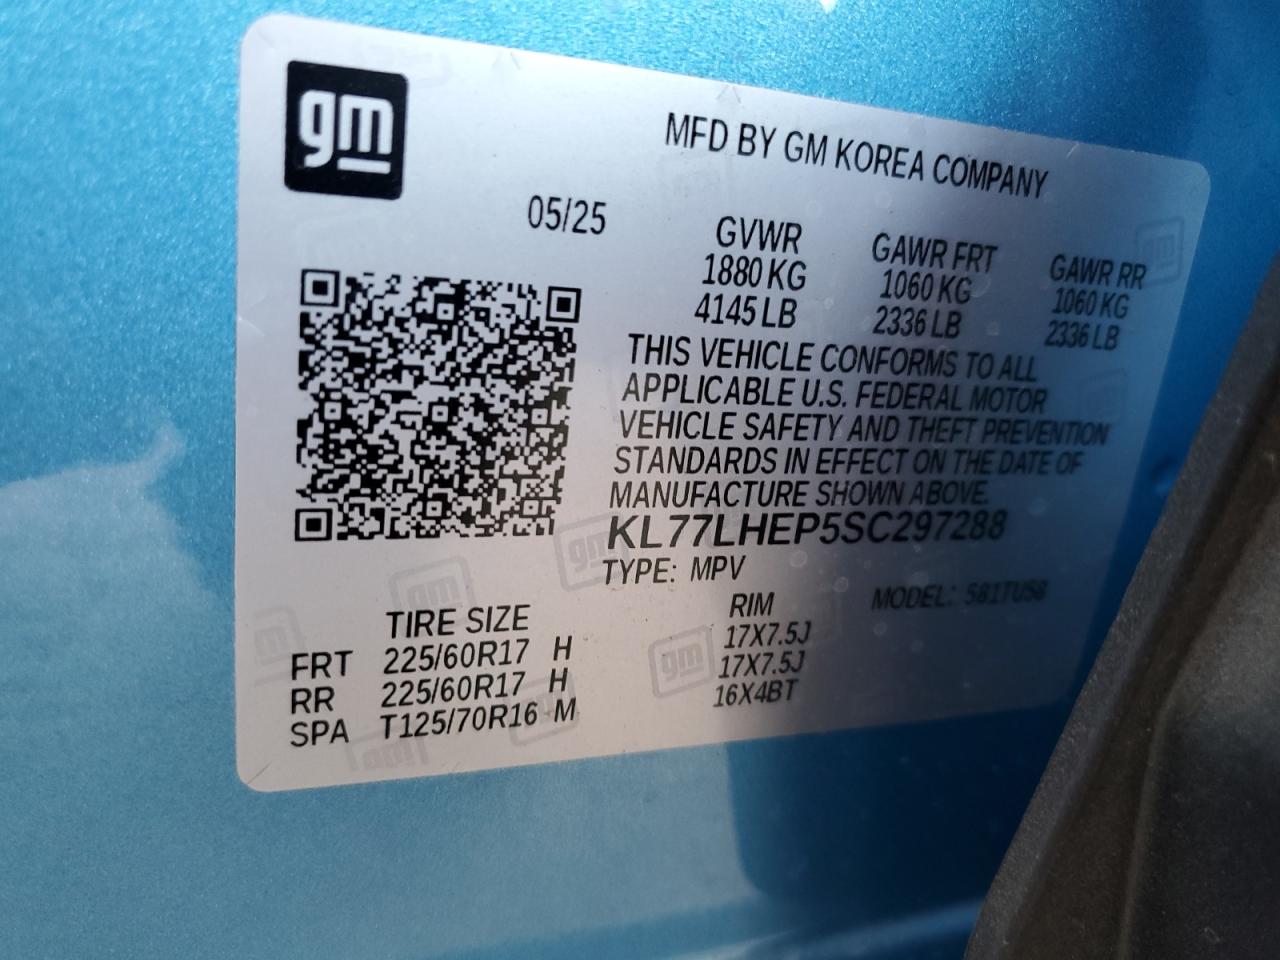 gm
MFD BY GM KOREA COMPANY
05/25
GVWR GAWR FRT GAWR RR
1880 KG 1060 KG 1060 KG
4145 LB 2336 LB 2336 LB
THIS VEHICLE CONFORMS TO ALL
APPLICABLE U.S. FEDERAL MOTOR
VEHICLE SAFETY AND THEFT PREVENTION
STANDARDS IN EFFECT ON THE DATE OF
MANUFACTURE SHOWN ABOVE.
KL77LHEP5SC297288
TYPE: MPV
MODEL: 5B1TU58
TIRE SIZE RIM
FRT 225/60R17 H 17X7.5J
RR 225/60R17 H 17X7.5J
SPA T125/70R16 M 16X4BT